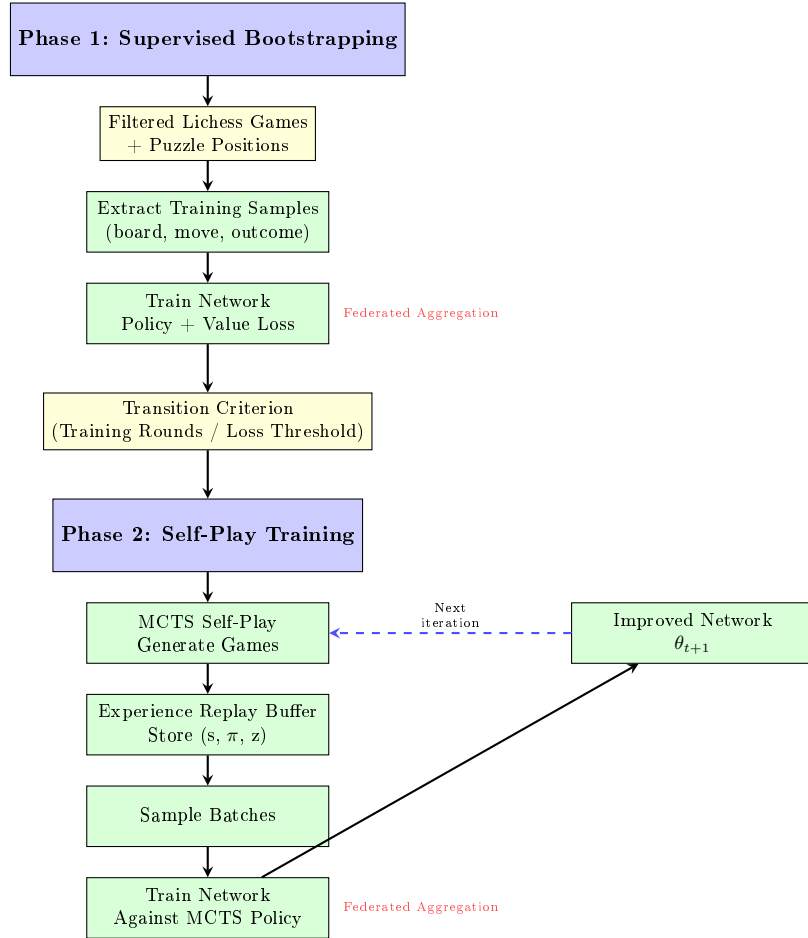 Phase 1: Supervised Bootstrapping
Filtered Lichess Games
+ Puzzle Positions
Extract Training Samples
(board, move, outcome)
Train Network
Policy + Value Loss
Federated Aggregation
Transition Criterion
(Training Rounds / Loss Threshold)
Phase 2: Self-Play Training
MCTS Self-Play
Generate Games
Next
iteration
Improved Network
θt+1
Experience Replay Buffer
Store (s, π, z)
Sample Batches
Train Network
Against MCTS Policy
Federated Aggregation